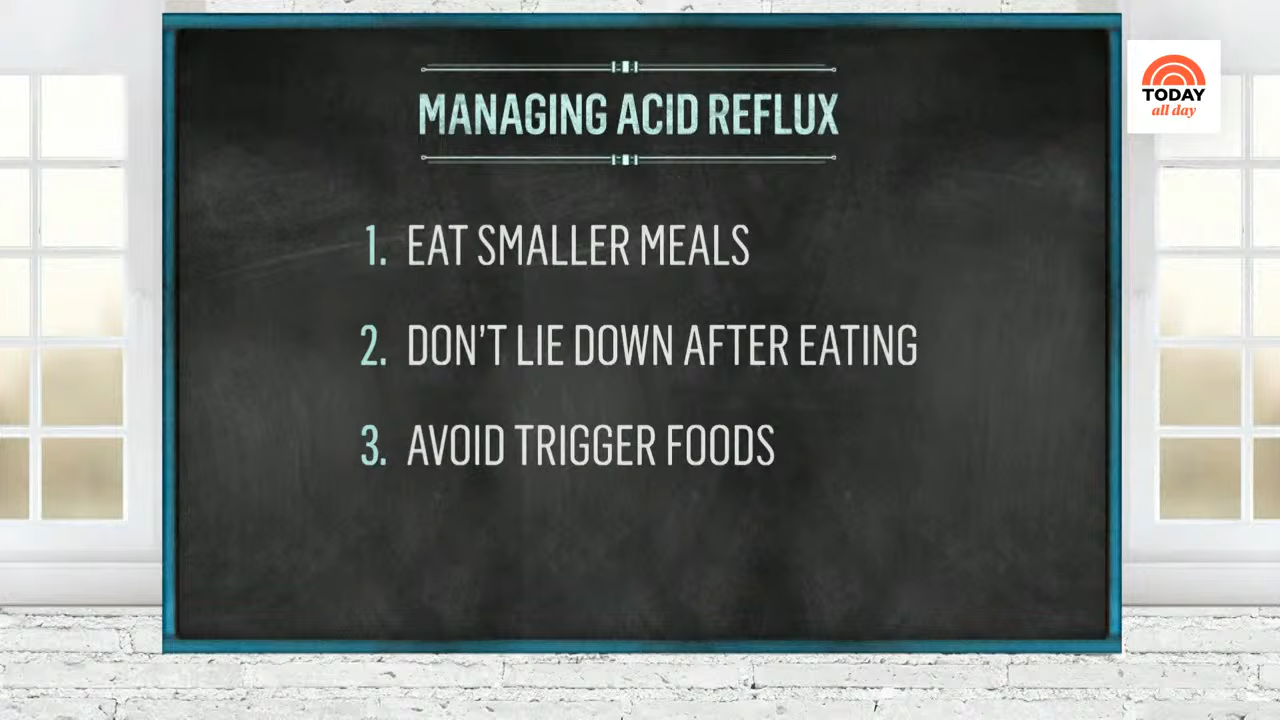 MANAGING ACID REFLUX
TODAY
all day
1. EAT SMALLER MEALS
2. DON'T LIE DOWN AFTER EATING
3. AVOID TRIGGER FOODS